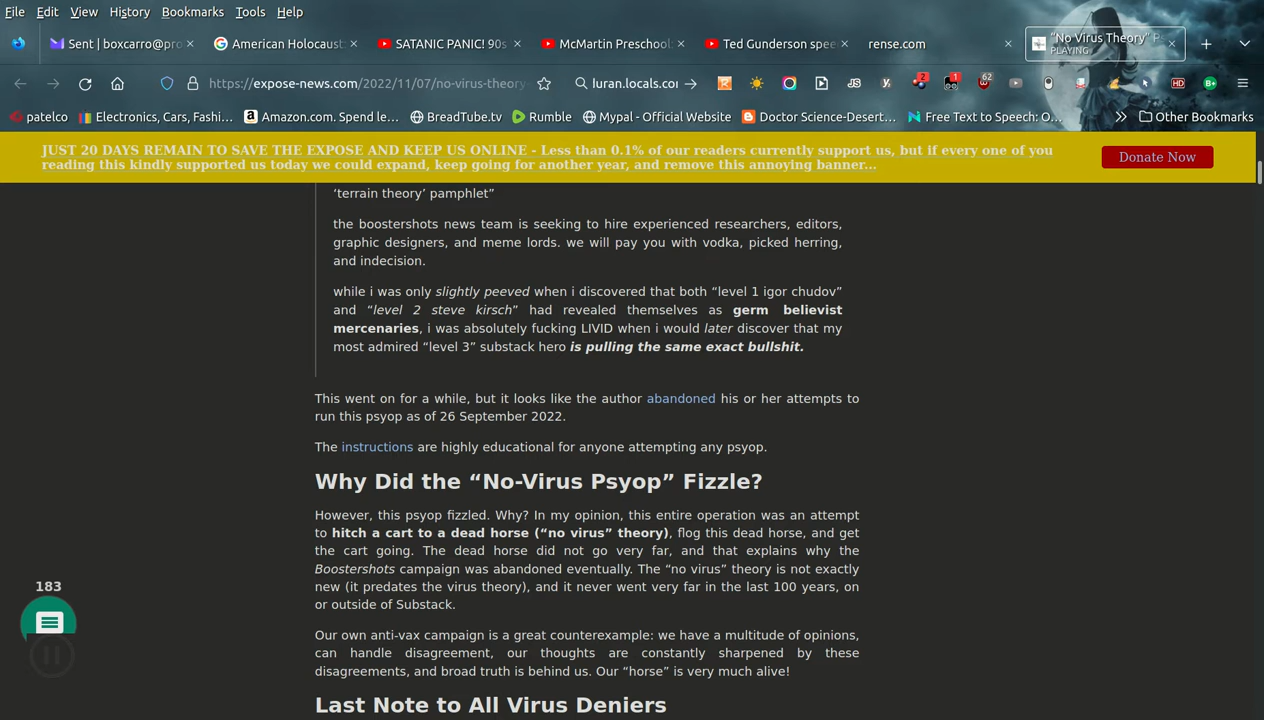 File Edit View History Bookmarks Tools Help
Sent | boxcarro@pro
American Holocaust:
SATANIC PANIC! 90s
McMartin Preschool:
Ted Gunderson spee
rense.com
"No Virus Theory" Ps
PLAYING
https://expose-news.com/2022/11/07/no-virus-theory-
luran.locals.co
JS
2
1
62
HD
B+
patelco
Electronics, Cars, Fashi...
Amazon.com. Spend le...
BreadTube.tv
Rumble
Mypal - Official Website
Doctor Science-Desert...
Free Text to Speech: O...
Other Bookmarks
JUST 20 DAYS REMAIN TO SAVE THE EXPOSE AND KEEP US ONLINE - Less than 0.1% of our readers currently support us, but if every one of you
reading this kindly supported us today we could expand, keep going for another year, and remove this annoying banner...
Donate Now
‘terrain theory’ pamphlet”
the boostershots news team is seeking to hire experienced researchers, editors,
graphic designers, and meme lords. we will pay you with vodka, picked herring,
and indecision.
while i was only slightly peeved when i discovered that both “level 1 igor chudov”
and “level 2 steve kirsch” had revealed themselves as germ believist
mercenaries, i was absolutely fucking LIVID when i would later discover that my
most admired “level 3” substack hero is pulling the same exact bullshit.
This went on for a while, but it looks like the author abandoned his or her attempts to
run this psyop as of 26 September 2022.
The instructions are highly educational for anyone attempting any psyop.
Why Did the “No-Virus Psyop” Fizzle?
However, this psyop fizzled. Why? In my opinion, this entire operation was an attempt
to hitch a cart to a dead horse (“no virus” theory), flog this dead horse, and get
the cart going. The dead horse did not go very far, and that explains why the
Boostershots campaign was abandoned eventually. The “no virus” theory is not exactly
new (it predates the virus theory), and it never went very far in the last 100 years, on
or outside of Substack.
183
Our own anti-vax campaign is a great counterexample: we have a multitude of opinions,
can handle disagreement, our thoughts are constantly sharpened by these
disagreements, and broad truth is behind us. Our “horse” is very much alive!
Last Note to All Virus Deniers